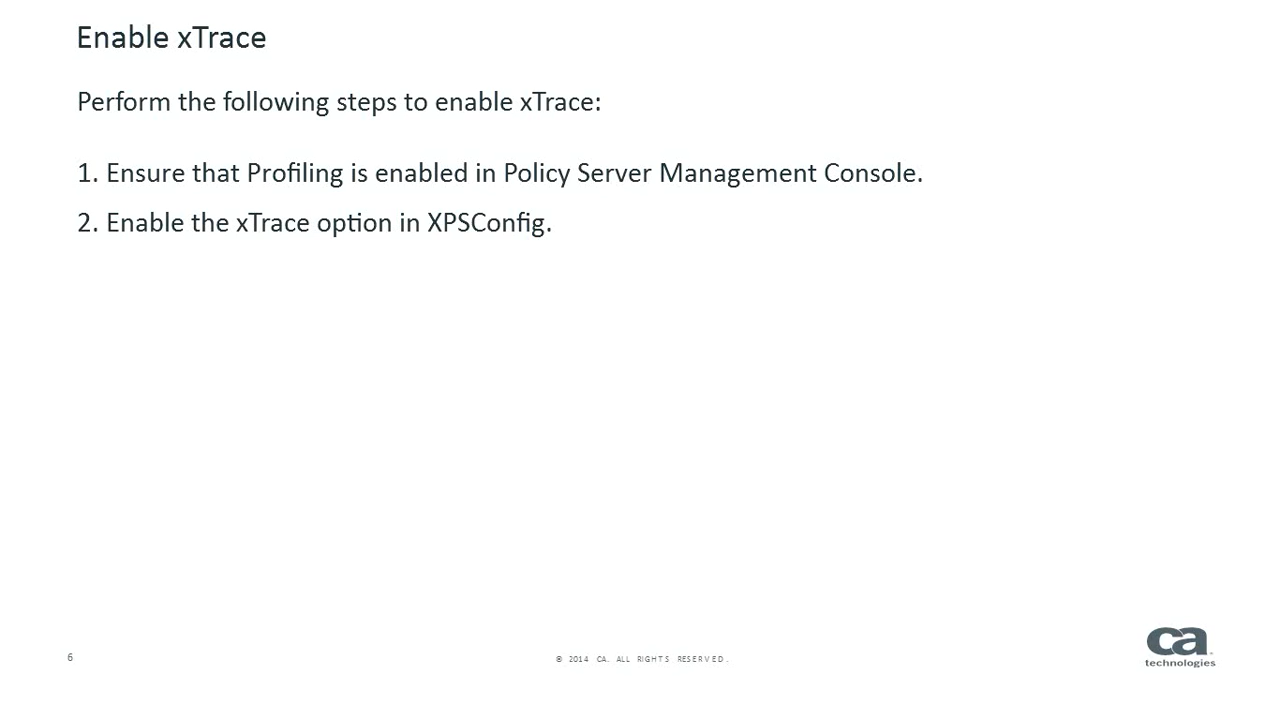 Enable xTrace
Perform the following steps to enable xTrace:
1. Ensure that Profiling is enabled in Policy Server Management Console.
2. Enable the xTrace option in XPSConfig.
6
© 2014 CA. ALL RIGHTS RESERVED.
ca
technologies